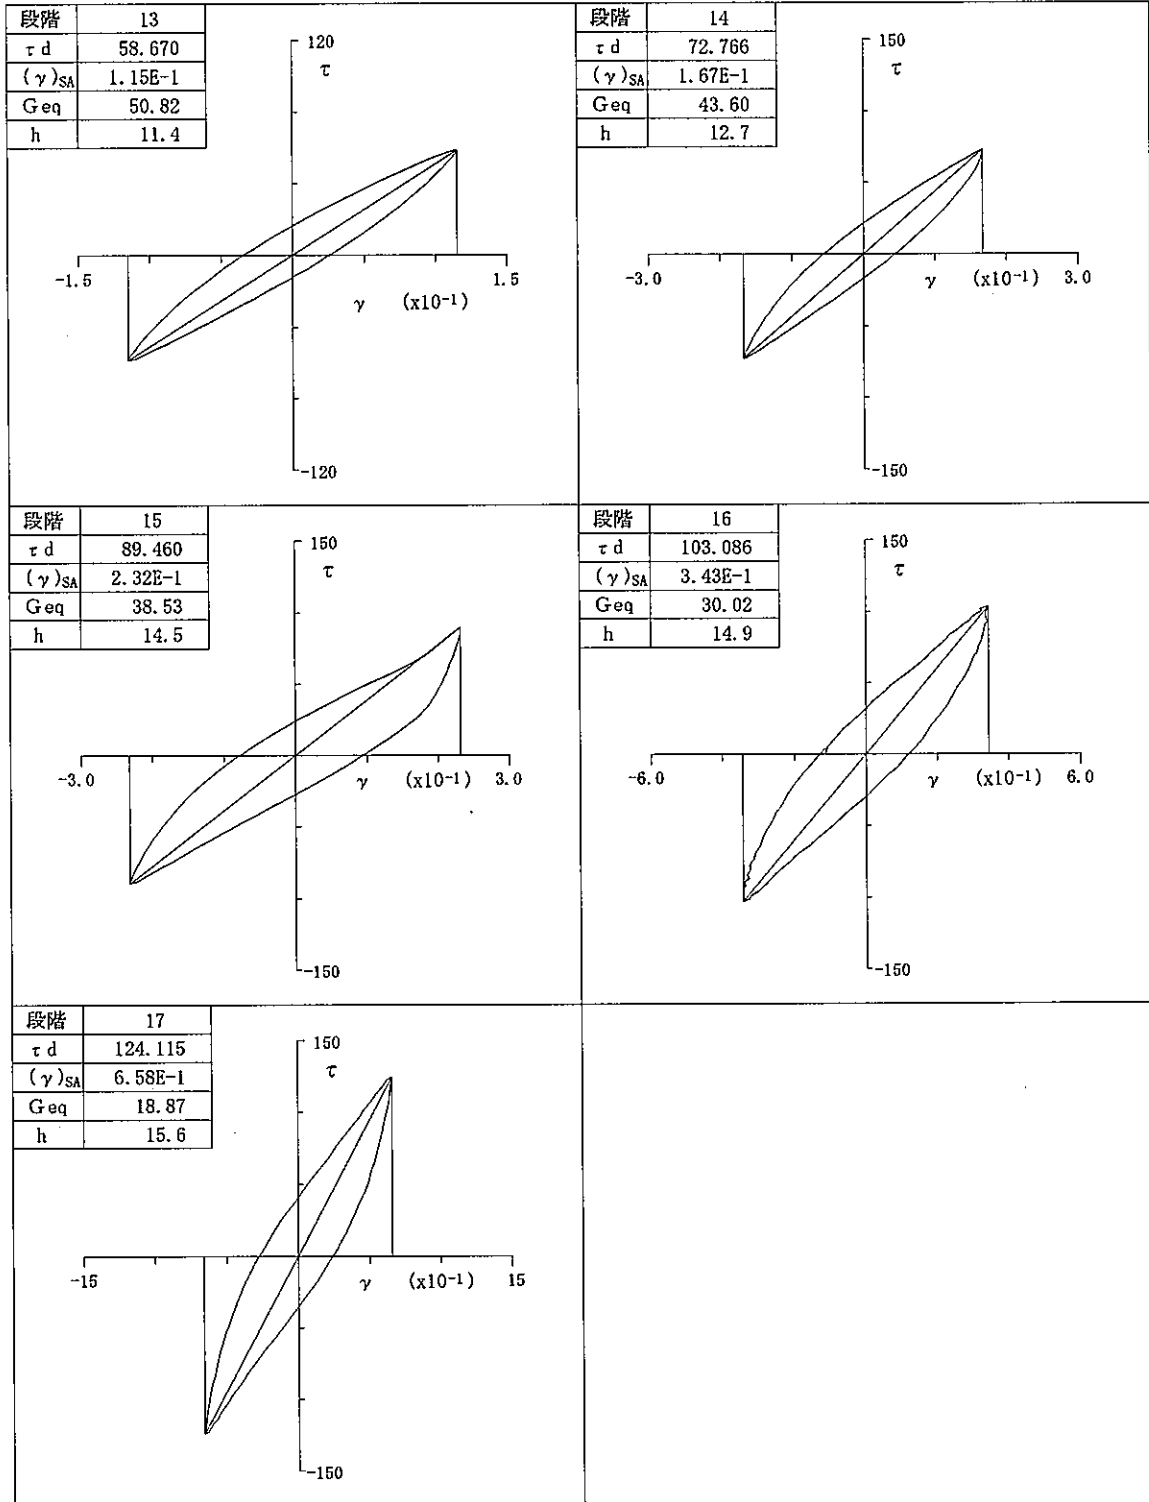 段階 13
τd 58.670
(γ)SA 1.15E-1
Geq 50.82
h 11.4
120
τ
-1.5
γ (x10⁻¹)
1.5
-120
段階 14
τd 72.766
(γ)SA 1.67E-1
Geq 43.60
h 12.7
150
τ
-3.0
γ (x10⁻¹) 3.0
-150
段階 15
τd 89.460
(γ)SA 2.32E-1
Geq 38.53
h 14.5
150
τ
-3.0
γ (x10⁻¹) 3.0
-150
段階 16
τd 103.086
(γ)SA 3.43E-1
Geq 30.02
h 14.9
150
τ
-6.0
γ (x10⁻¹) 6.0
-150
段階 17
τd 124.115
(γ)SA 6.58E-1
Geq 18.87
h 15.6
150
τ
-15
γ (x10⁻¹) 15
-150